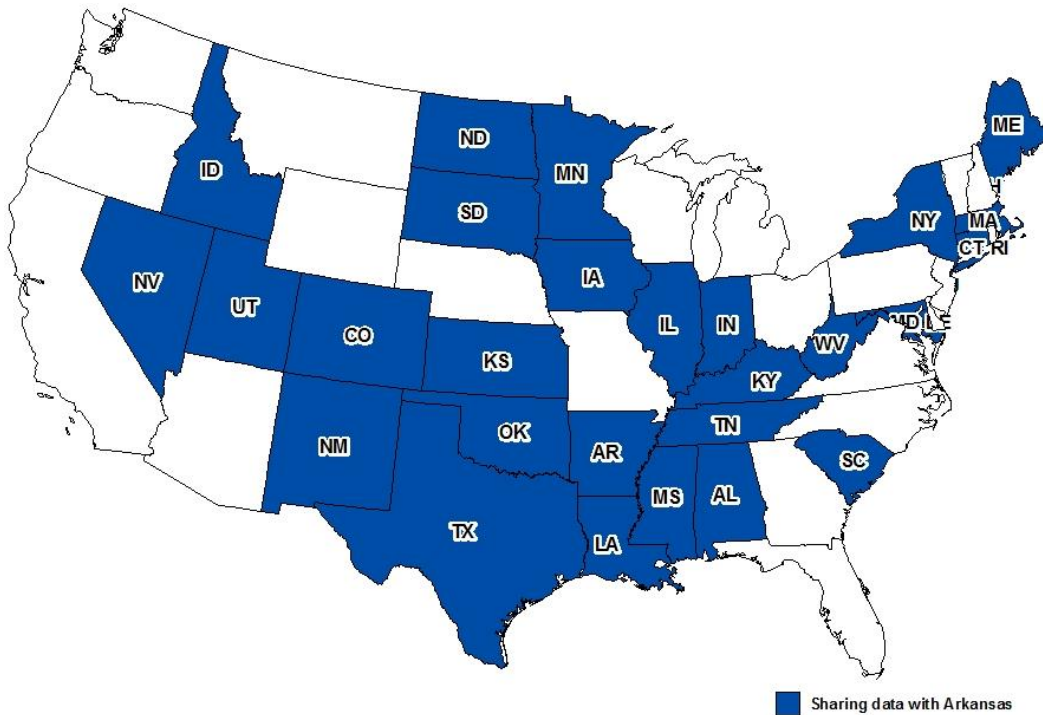 ME
ND
MN
ID
SD
NY
MA
CT RI
IA
NV
UT
IL
IN
MD
CO
WV
KS
KY
TN
OK
NM
AR
SC
MS
AL
TX
LA
Sharing data with Arkansas